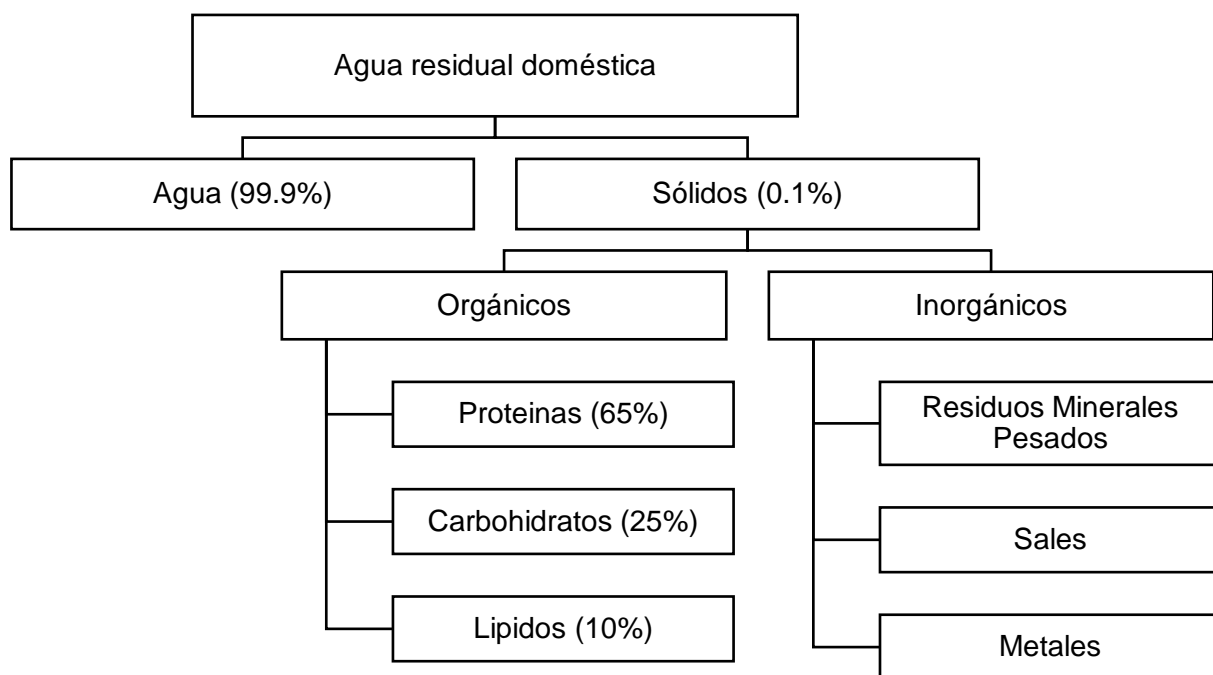 Agua residual doméstica
Agua (99.9%)
Sólidos (0.1%)
Orgánicos
Inorgánicos
Proteinas (65%)
Carbohidratos (25%)
Lipidos (10%)
Residuos Minerales
Pesados
Sales
Metales